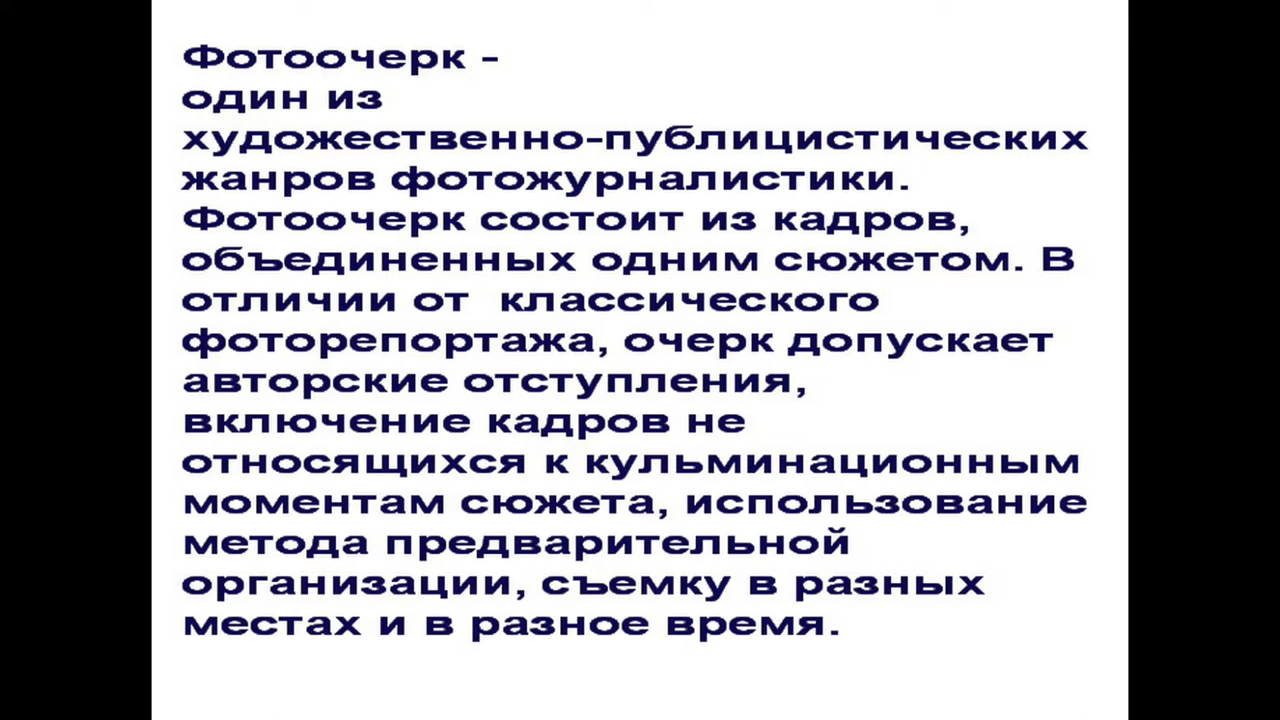 Фотоочерк -
один из
художественно-публицистических
жанров фотожурналистики.
Фотоочерк состоит из кадров,
объединенных одним сюжетом. В
отличии от  классического
фоторепортажа, очерк допускает
авторские отступления,
включение кадров не
относящихся к кульминационным
моментам сюжета, использование
метода предварительной
организации, съемку в разных
местах и в разное время.